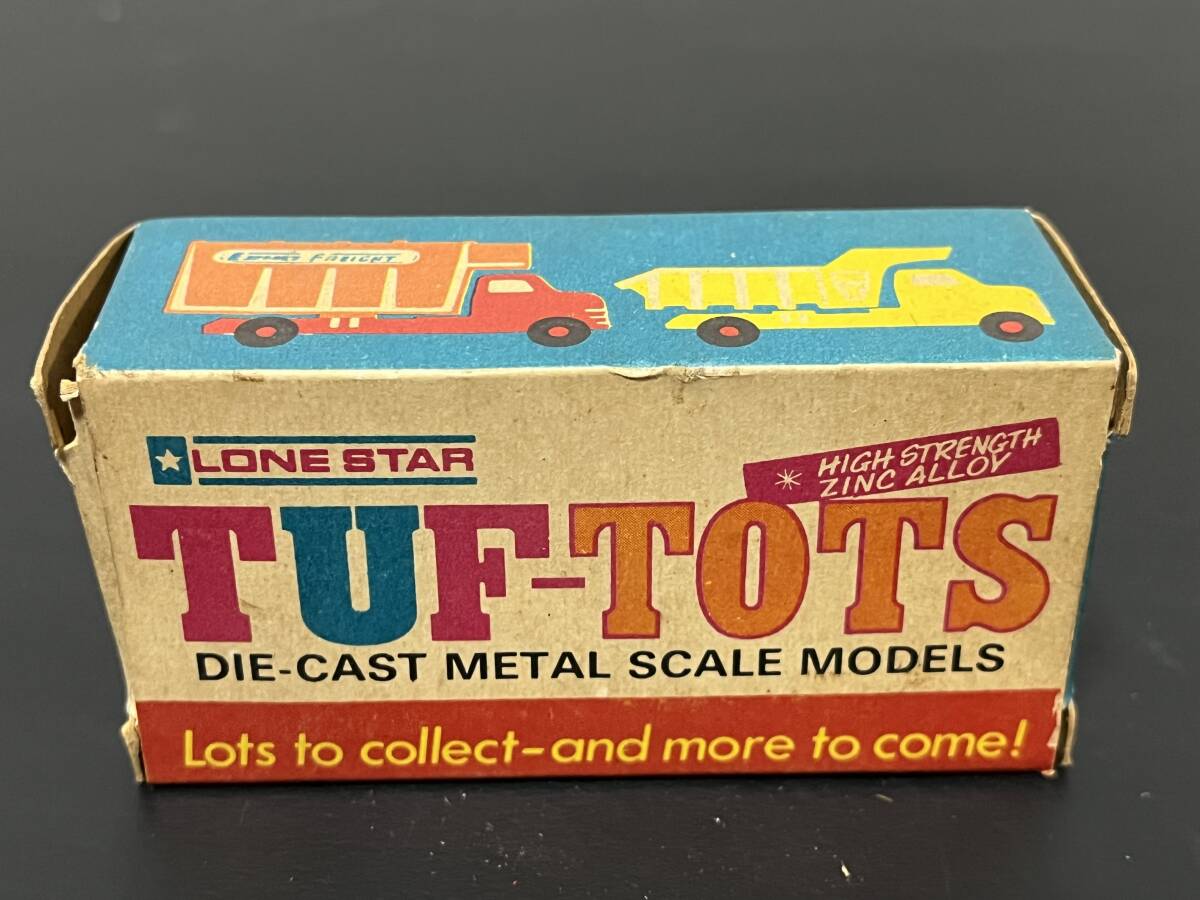 FREIGHT
LONE STAR
HIGH STRENGTH
ZINC ALLOY
TUF-TOTS
DIE-CAST METAL SCALE MODELS
Lots to collect-and more to come!